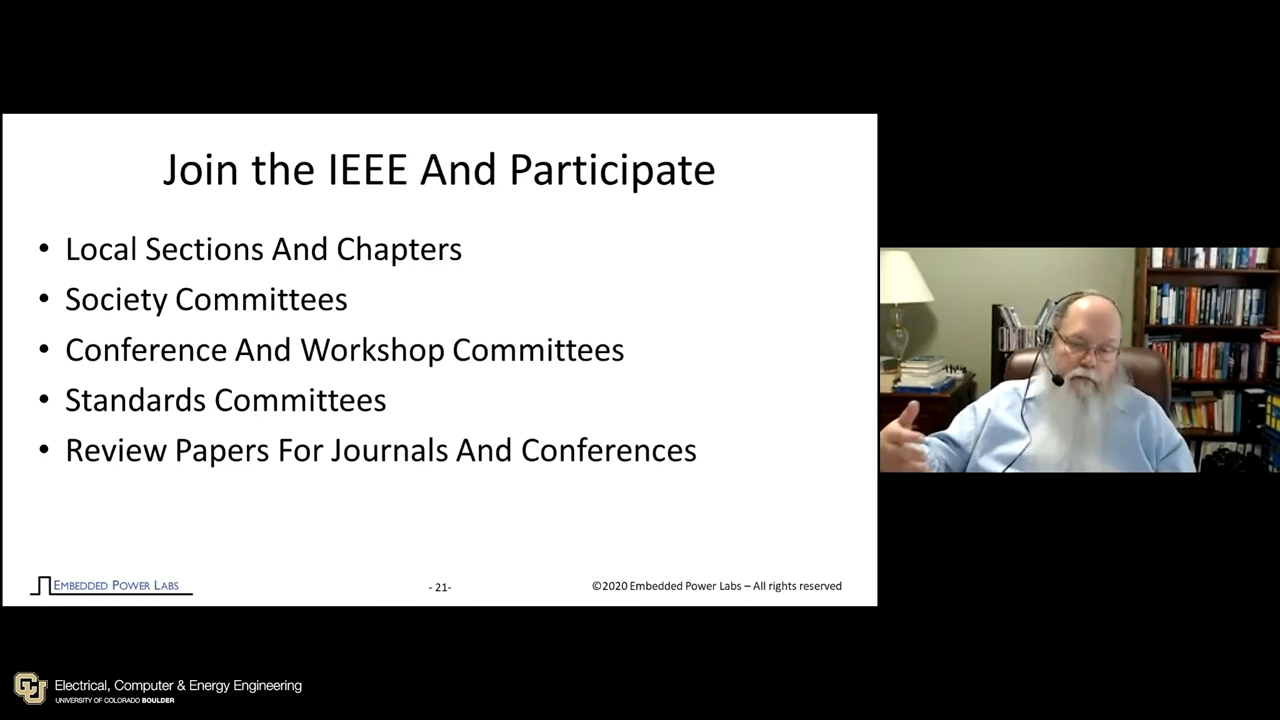 Join the IEEE And Participate
• Local Sections And Chapters
• Society Committees
• Conference And Workshop Committees
• Standards Committees
• Review Papers For Journals And Conferences
EMBEDDED POWER LABS
- 21-
©2020 Embedded Power Labs – All rights reserved
CU
Electrical, Computer & Energy Engineering
UNIVERSITY OF COLORADO BOULDER